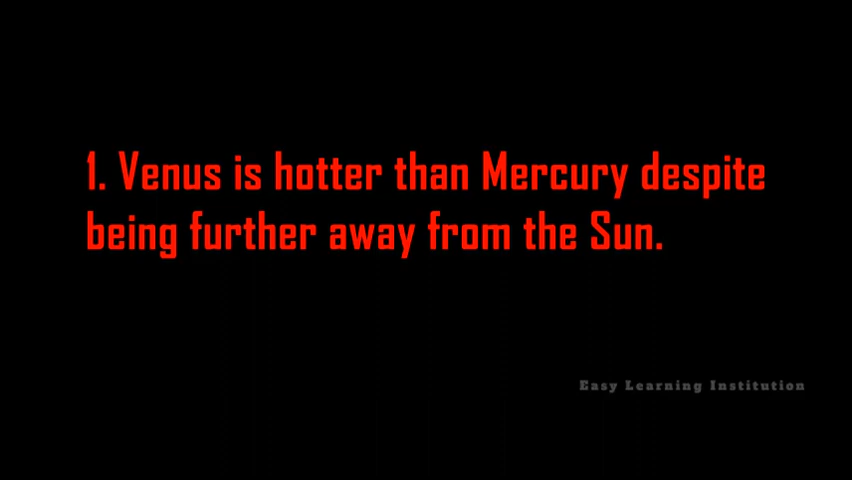 1. Venus is hotter than Mercury despite
being further away from the Sun.
Easy Learning Institution